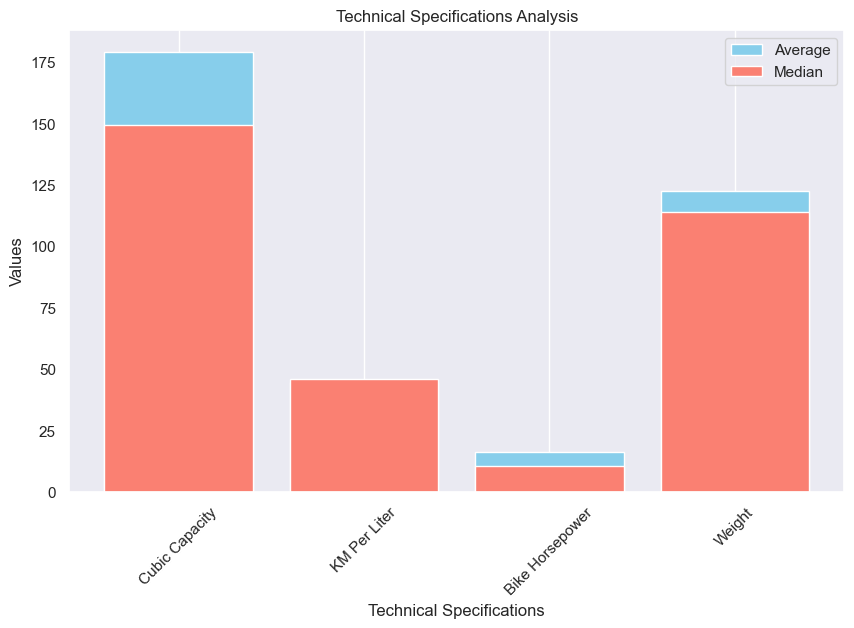 Technical Specifications Analysis
Average
Median
Values
175
150
125
100
75
50
25
0
Cubic Capacity
KM Per Liter
Bike Horsepower
Weight
Technical Specifications